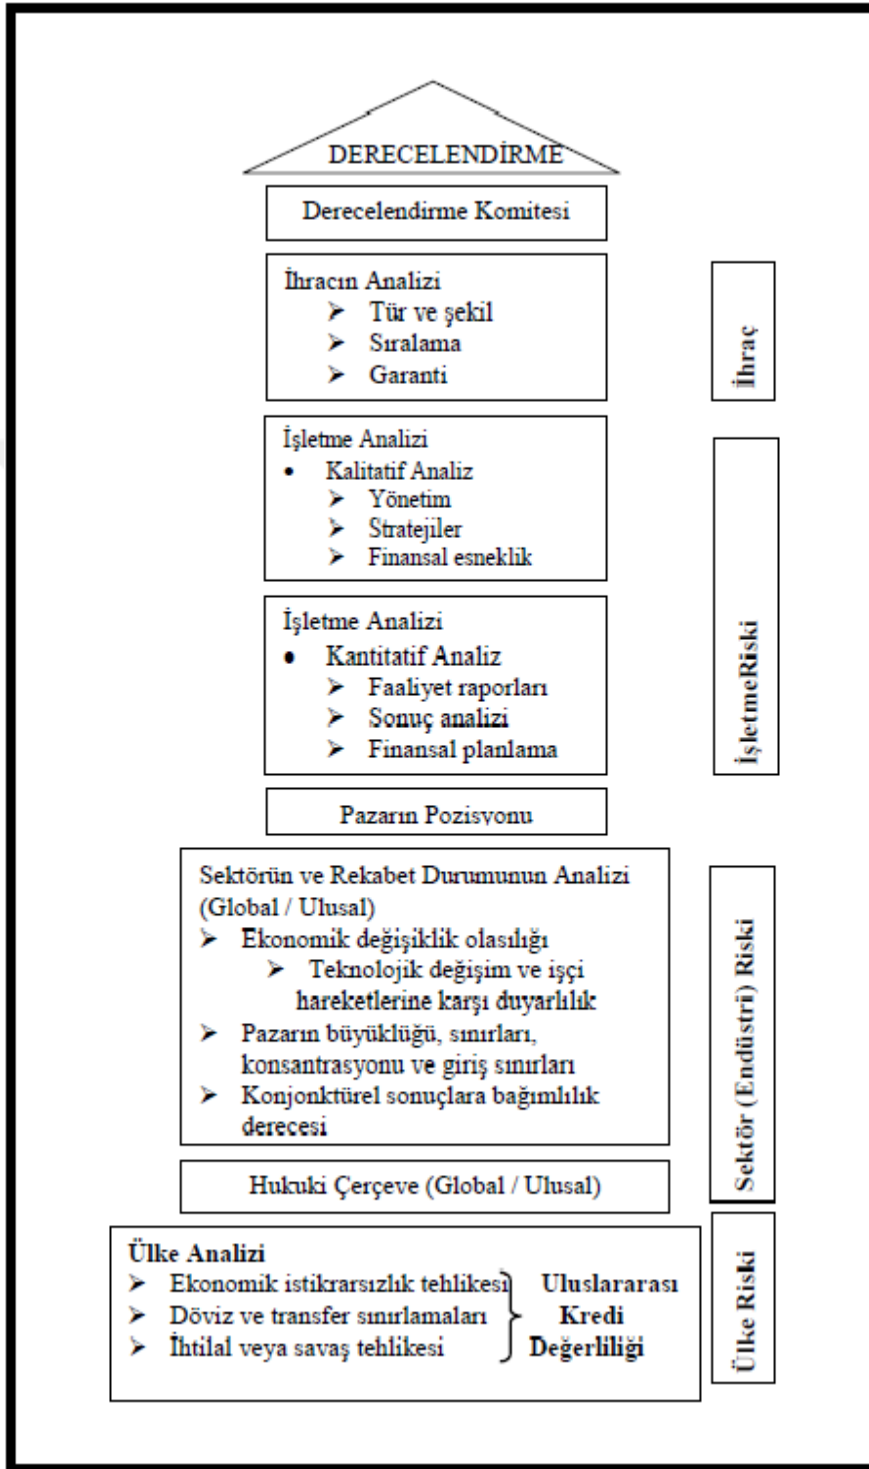 DERECELENDİRME
Derecelendirme Komitesi
İhracın Analizi
➢ Tür ve şekil
➢ Sıralama
➢ Garanti
İhraç
İşletme Analizi
• Kalitatif Analiz
➢ Yönetim
➢ Stratejiler
➢ Finansal esneklik
İşletme Analizi
• Kantitatif Analiz
➢ Faaliyet raporları
➢ Sonuç analizi
➢ Finansal planlama
İşletmeRiski
Pazarın Pozisyonu
Sektörün ve Rekabet Durumunun Analizi
(Global / Ulusal)
➢ Ekonomik değişiklik olasılığı
➢ Teknolojik değişim ve işçi
hareketlerine karşı duyarlılık
➢ Pazarın büyüklüğü, sınırları,
konsantrasyonu ve giriş sınırları
➢ Konjonktürel sonuçlara bağımlılık
derecesi
Hukuki Çerçeve (Global / Ulusal)
Sektör (Endüstri) Riski
Ülke Analizi
➢ Ekonomik istikrarsızlık tehlikesi Uluslararası
➢ Döviz ve transfer sınırlamaları Kredi
➢ İhtilal veya savaş tehlikesi Değerliliği
Ülke Riski